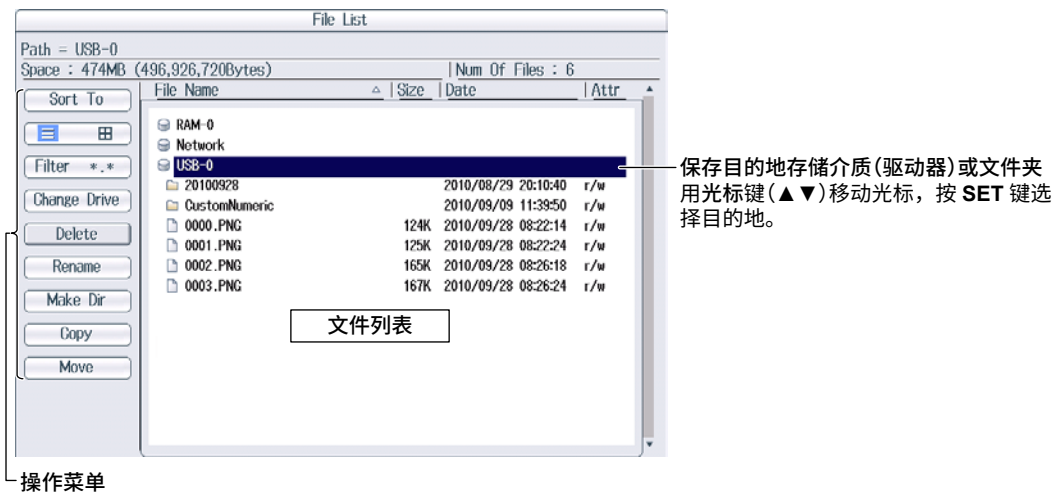 File List
Path = USB-0
Space : 474MB (496,926,720Bytes) Num Of Files : 6
Sort To
Filter *.*
Change Drive
Delete
Rename
Make Dir
Copy
Move
File Name Size Date Attr
RAM-0
Network
USB-0
20100928 2010/08/29 20:10:40 r/w
CustomNumeric 2010/09/09 11:39:50 r/w
0000.PNG 124K 2010/09/28 08:22:14 r/w
0001.PNG 125K 2010/09/28 08:22:24 r/w
0002.PNG 165K 2010/09/28 08:26:18 r/w
0003.PNG 167K 2010/09/28 08:26:24 r/w
文件列表
保存目的地存储介质(驱动器)或文件夹
用光标键(▲▼)移动光标，按 SET 键选
择目的地。
操作菜单